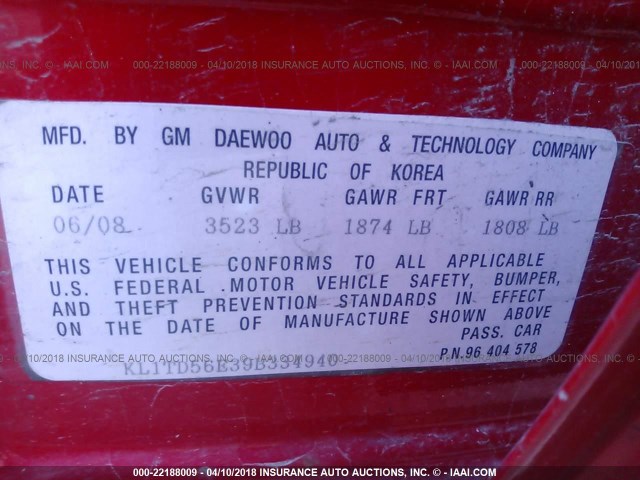 000-22188009 - 04/10/2018 INSURANCE AUTO AUCTIONS, INC. - © - IAAI.COM
MFD. BY GM DAEWOO AUTO & TECHNOLOGY COMPANY
REPUBLIC OF KOREA
DATE GVWR GAWR FRT GAWR RR
06/08 3523 LB 1874 LB 1808 LB
THIS VEHICLE CONFORMS TO ALL APPLICABLE
U.S. FEDERAL MOTOR VEHICLE SAFETY, BUMPER,
AND THEFT PREVENTION STANDARDS IN EFFECT
ON THE DATE OF MANUFACTURE SHOWN ABOVE
PASS. CAR
P.N.96 404 578
KL1TD56E39B334940
000-22188009 - 04/10/2018 INSURANCE AUTO AUCTIONS, INC. - © - IAAI.COM